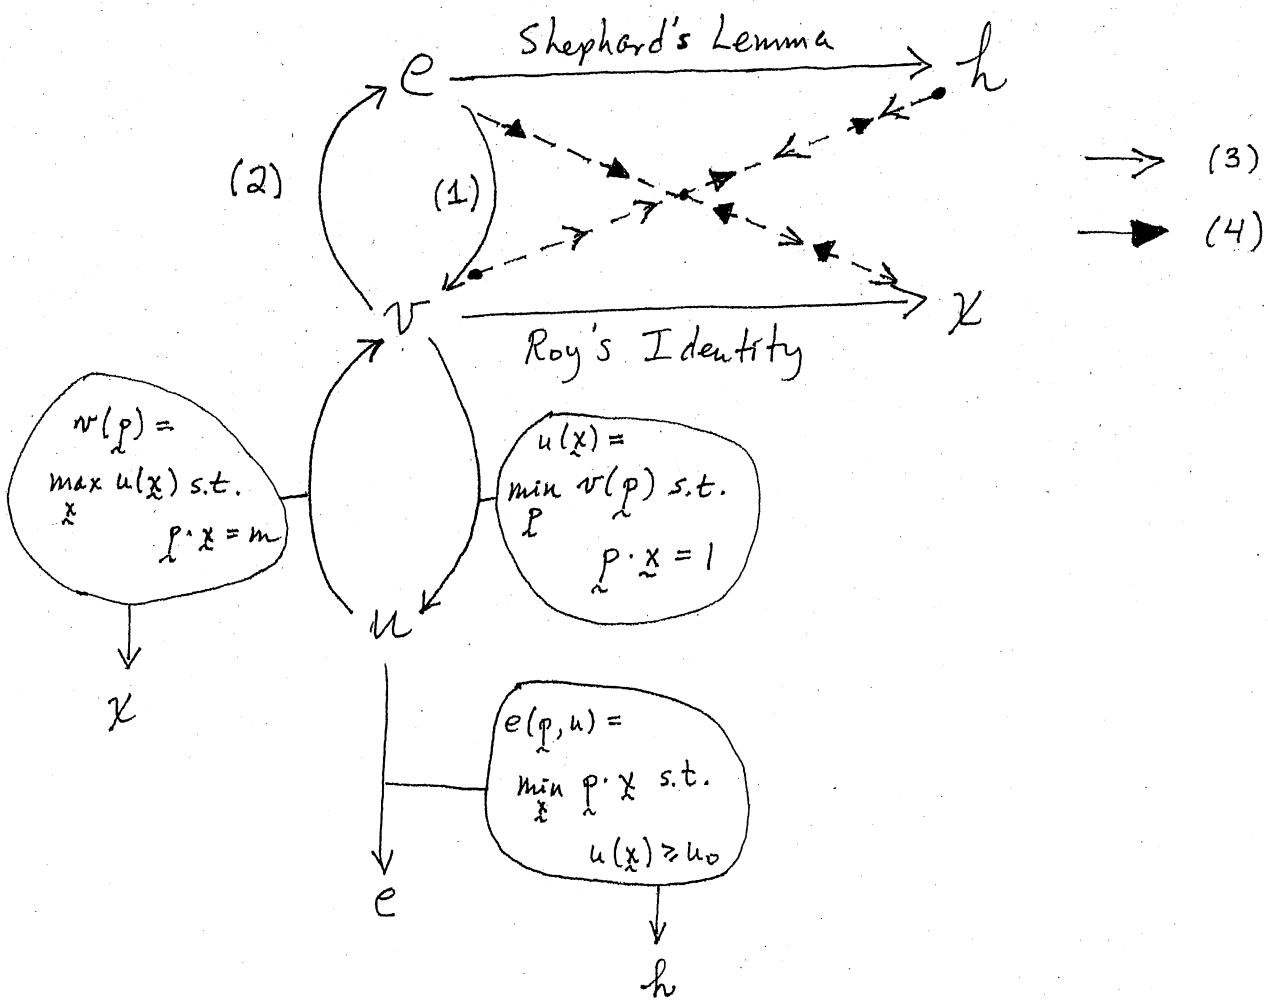 Shephard's Lemma
e
h
(2)
(1)
(3)
(4)
v
x
Roy's Identity
v(p) =
max u(x) s.t.
x
p · x = m
u(x) =
min v(p) s.t.
p
p · x = 1
u
x
e(p, u) =
min p · x s.t.
x
u(x) ≥ u₀
e
h